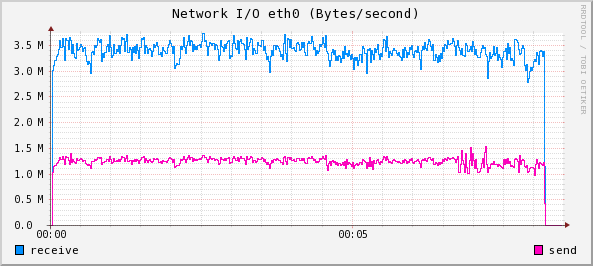 Network I/O eth0 (Bytes/second)
3.5 M
3.0 M
2.5 M
2.0 M
1.5 M
1.0 M
0.5 M
0.0
00:00
00:05
receive
send
RRDTOOL / TOBI OETIKER